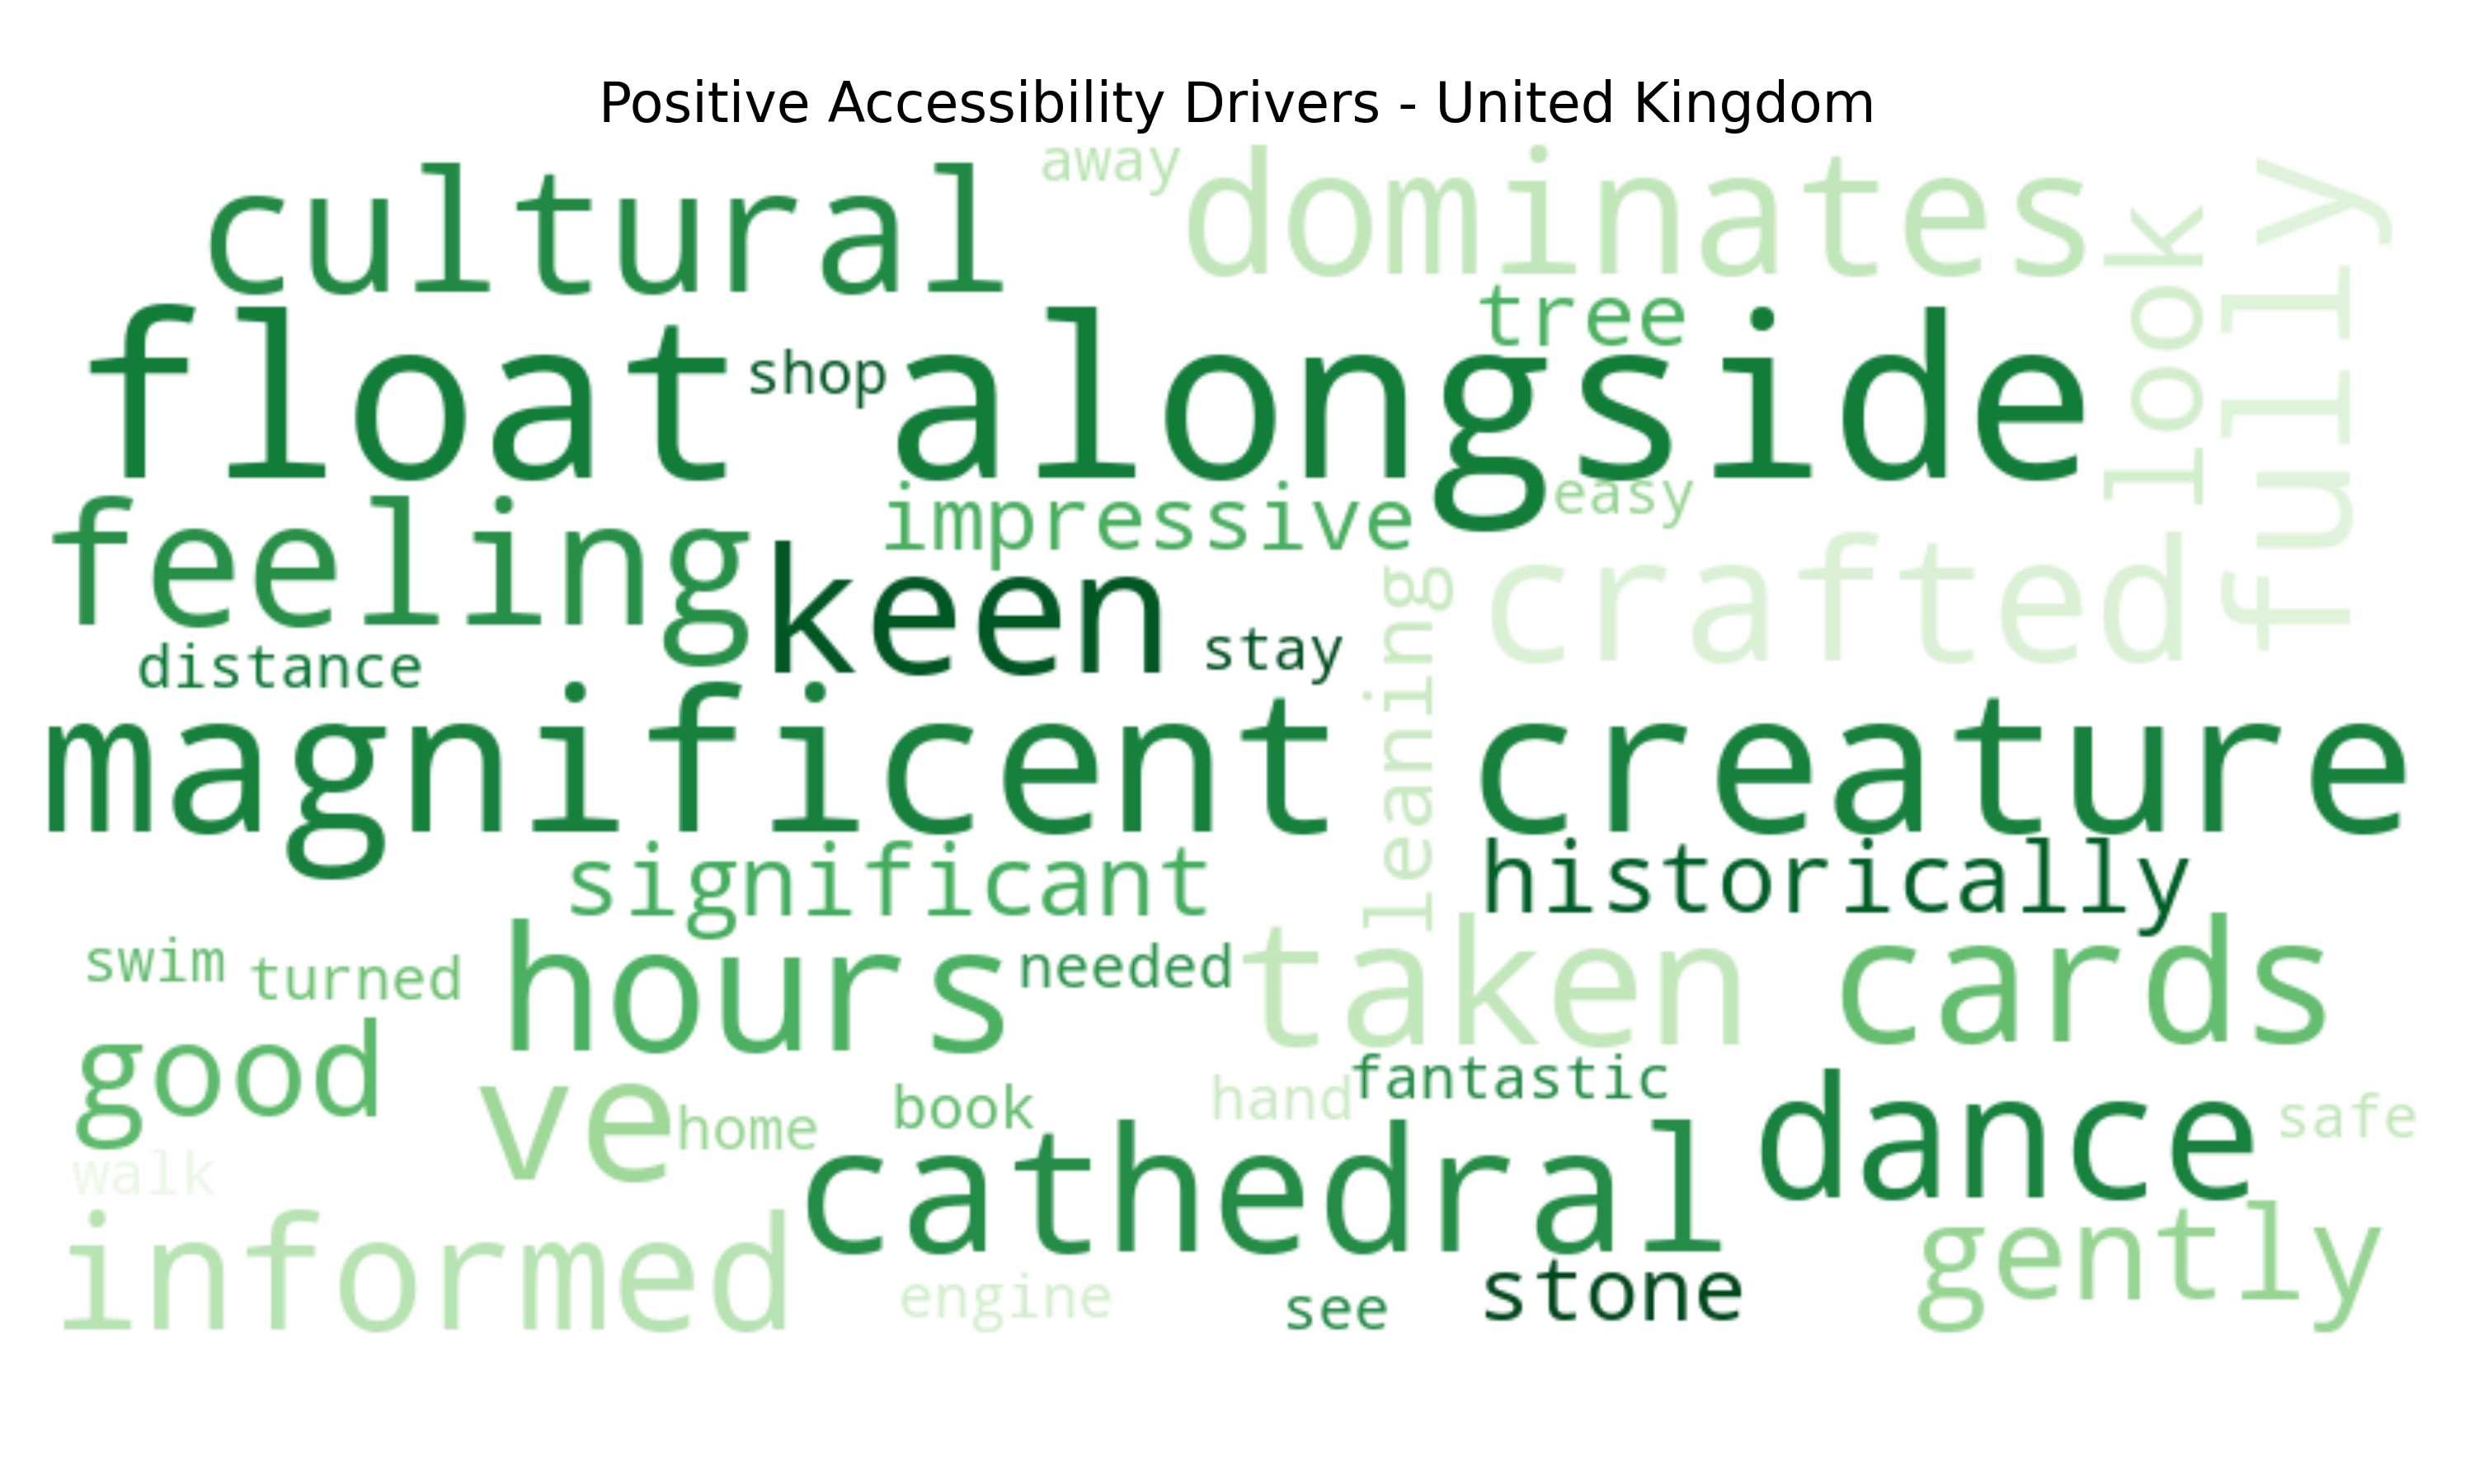 Positive Accessibility Drivers - United Kingdom
away
cultural
dominates
look
fully
tree
float
shop
alongside
easy
feeling
impressive
crafted
keen
stay
distance
leaning
magnificent
creature
significant
historically
swim
turned
hours
needed
taken
cards
good
ve
home
book
hand
fantastic
dance
safe
walk
cathedral
informed
gently
engine
see
stone